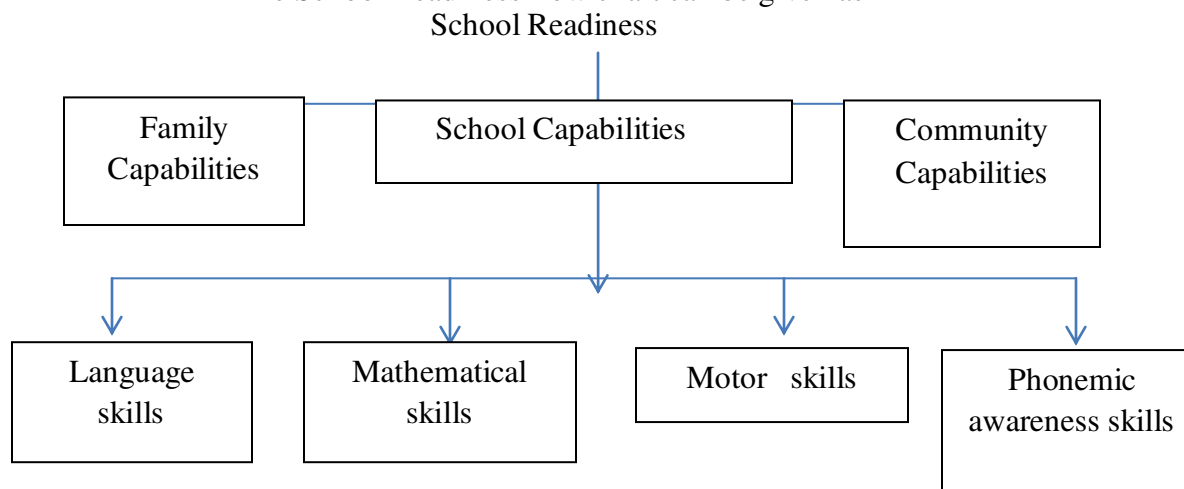 School Readiness
Family
Capabilities
School Capabilities
Community
Capabilities
Language
skills
Mathematical
skills
Motor skills
Phonemic
awareness skills